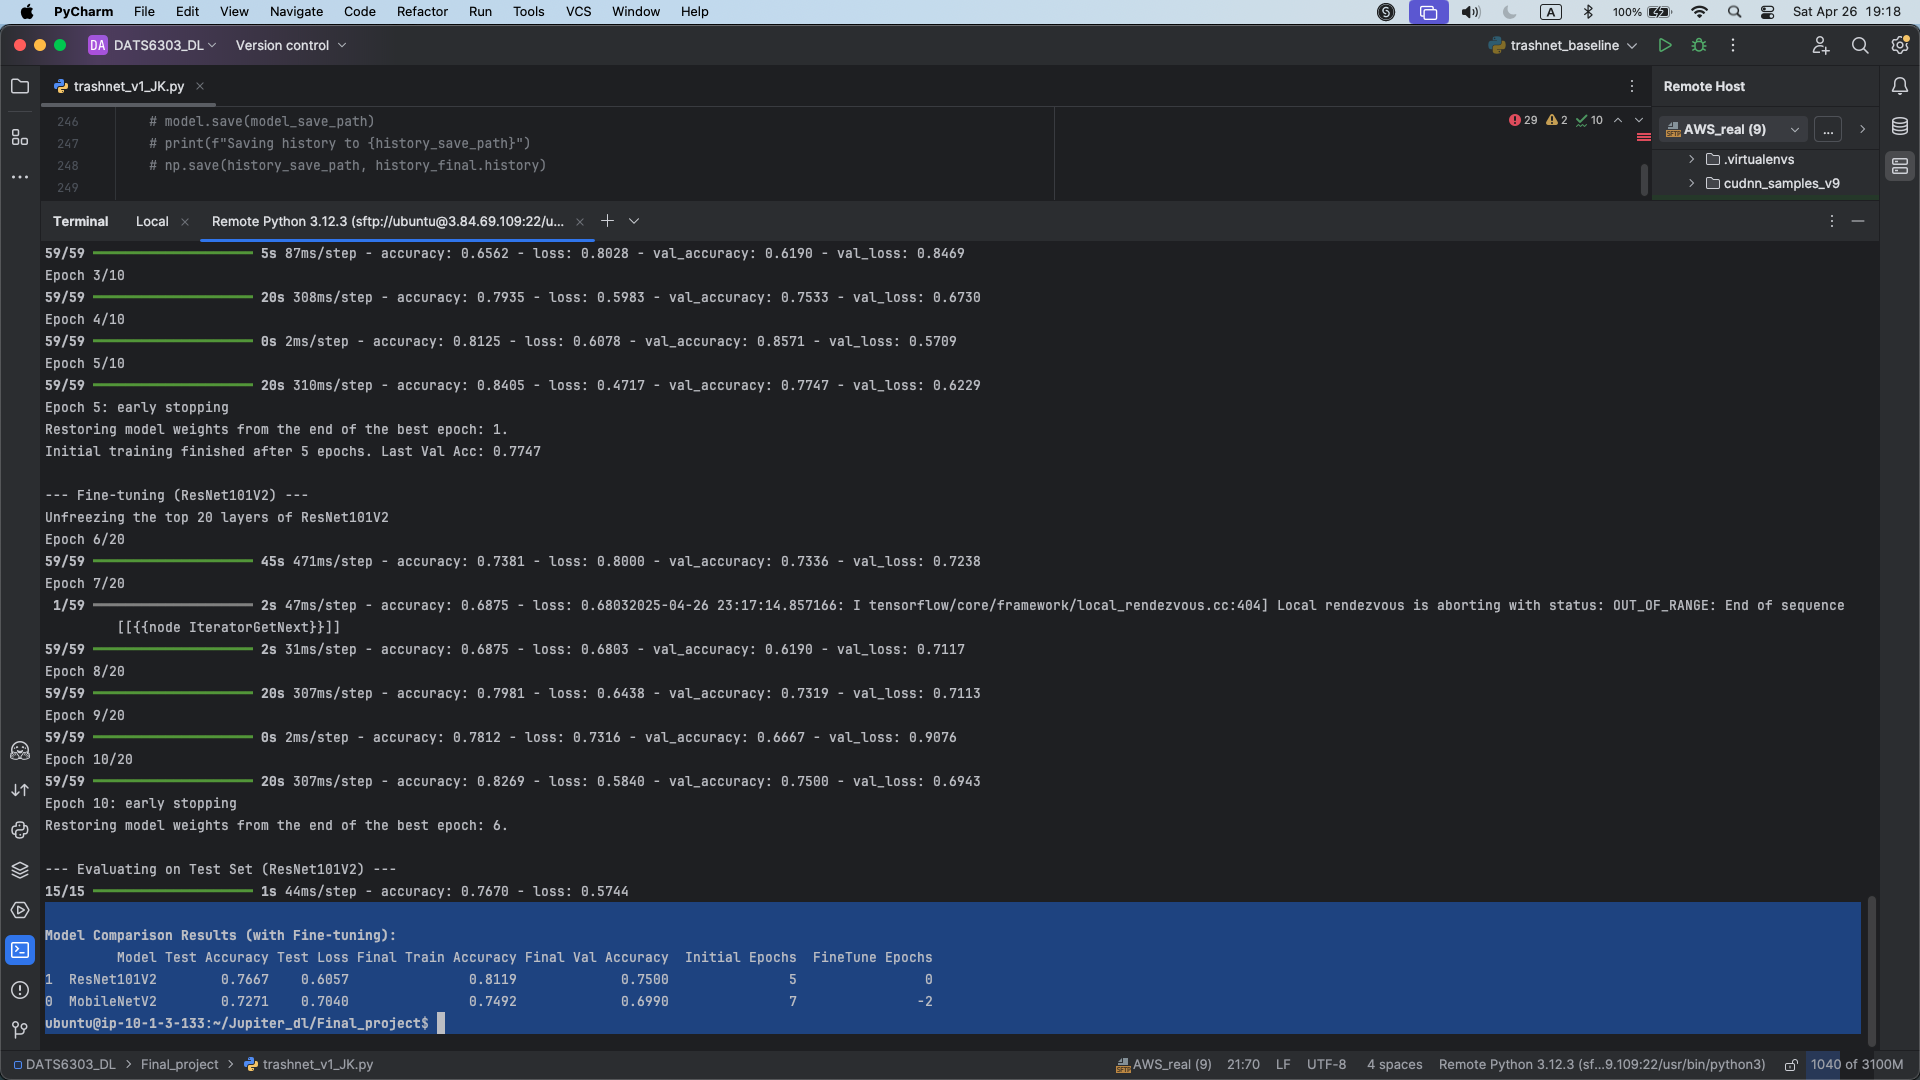 PyCharm File Edit View Navigate Code Refactor Run Tools VCS Window Help
A 100% Sat Apr 26 19:18
DA DATS6303_DL Version control trashnet_baseline
trashnet_v1_JK.py
Remote Host
246 # model.save(model_save_path)
247 # print(f"Saving history to {history_save_path}")
248 # np.save(history_save_path, history_final.history)
249
29 2 10
AWS_real (9) ...
.virtualenvs
cudnn_samples_v9
Terminal Local Remote Python 3.12.3 (sftp://ubuntu@3.84.69.109:22/u...
59/59 5s 87ms/step - accuracy: 0.6562 - loss: 0.8028 - val_accuracy: 0.6190 - val_loss: 0.8469
Epoch 3/10
59/59 20s 308ms/step - accuracy: 0.7935 - loss: 0.5983 - val_accuracy: 0.7533 - val_loss: 0.6730
Epoch 4/10
59/59 0s 2ms/step - accuracy: 0.8125 - loss: 0.6078 - val_accuracy: 0.8571 - val_loss: 0.5709
Epoch 5/10
59/59 20s 310ms/step - accuracy: 0.8405 - loss: 0.4717 - val_accuracy: 0.7747 - val_loss: 0.6229
Epoch 5: early stopping
Restoring model weights from the end of the best epoch: 1.
Initial training finished after 5 epochs. Last Val Acc: 0.7747
--- Fine-tuning (ResNet101V2) ---
Unfreezing the top 20 layers of ResNet101V2
Epoch 6/20
59/59 45s 471ms/step - accuracy: 0.7381 - loss: 0.8000 - val_accuracy: 0.7336 - val_loss: 0.7238
Epoch 7/20
1/59 2s 47ms/step - accuracy: 0.6875 - loss: 0.68032025-04-26 23:17:14.857166: I tensorflow/core/framework/local_rendezvous.cc:404] Local rendezvous is aborting with status: OUT_OF_RANGE: End of sequence
[[{{node IteratorGetNext}}]]
59/59 2s 31ms/step - accuracy: 0.6875 - loss: 0.6803 - val_accuracy: 0.6190 - val_loss: 0.7117
Epoch 8/20
59/59 20s 307ms/step - accuracy: 0.7981 - loss: 0.6438 - val_accuracy: 0.7319 - val_loss: 0.7113
Epoch 9/20
59/59 0s 2ms/step - accuracy: 0.7812 - loss: 0.7316 - val_accuracy: 0.6667 - val_loss: 0.9076
Epoch 10/20
59/59 20s 307ms/step - accuracy: 0.8269 - loss: 0.5840 - val_accuracy: 0.7500 - val_loss: 0.6943
Epoch 10: early stopping
Restoring model weights from the end of the best epoch: 6.
--- Evaluating on Test Set (ResNet101V2) ---
15/15 1s 44ms/step - accuracy: 0.7670 - loss: 0.5744
Model Comparison Results (with Fine-tuning):
Model Test Accuracy Test Loss Final Train Accuracy Final Val Accuracy Initial Epochs FineTune Epochs
1 ResNet101V2 0.7667 0.6057 0.8119 0.7500 5 0
0 MobileNetV2 0.7271 0.7040 0.7492 0.6990 7 -2
ubuntu@ip-10-1-3-133:~/Jupiter_dl/Final_project$
DATS6303_DL > Final_project > trashnet_v1_JK.py
AWS_real (9) 21:70 LF UTF-8 4 spaces Remote Python 3.12.3 (sf...9.109:22/usr/bin/python3) 1040 of 3100M